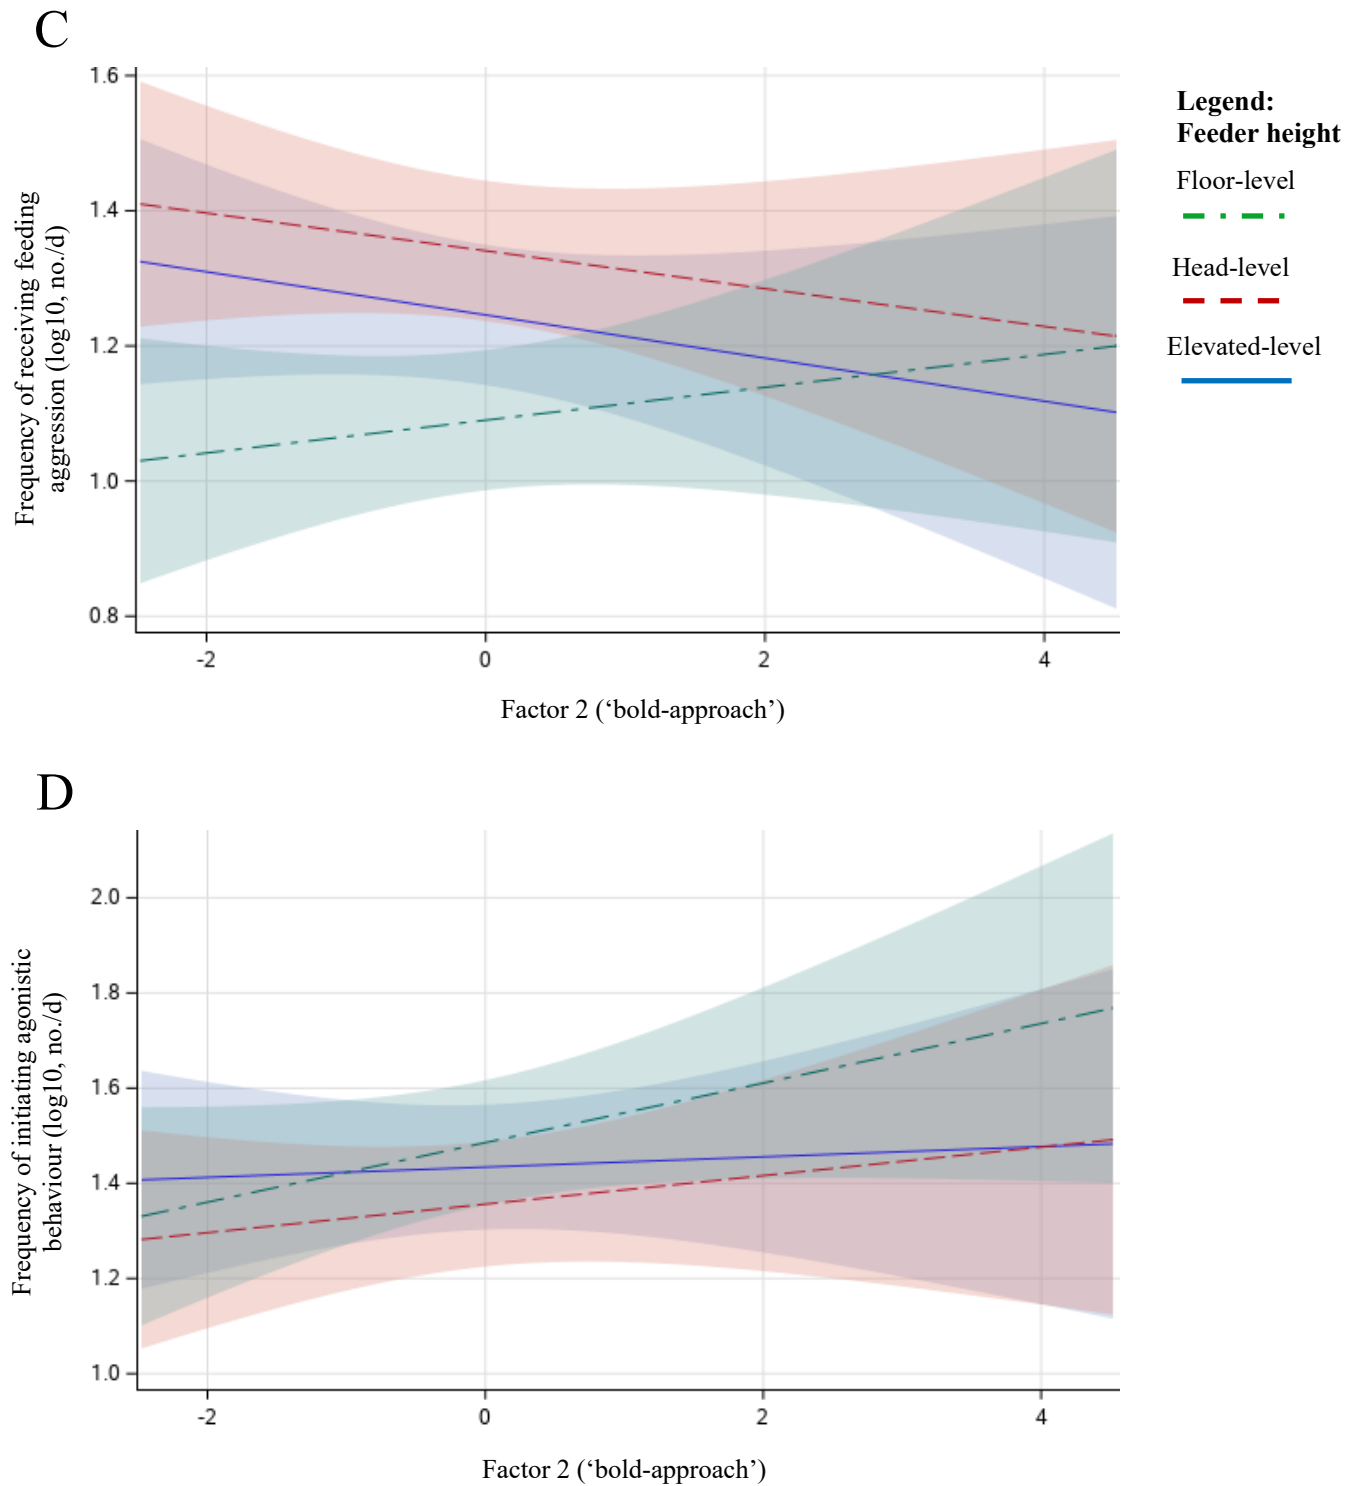 C
Frequency of receiving feeding
aggression (log10, no./d)
1.6
1.4
1.2
1.0
0.8
-2
0
2
4
Factor 2 (‘bold-approach’)
Legend:
Feeder height
Floor-level
Head-level
Elevated-level
D
Frequency of initiating agonistic
behaviour (log10, no./d)
2.0
1.8
1.6
1.4
1.2
1.0
-2
0
2
4
Factor 2 (‘bold-approach’)